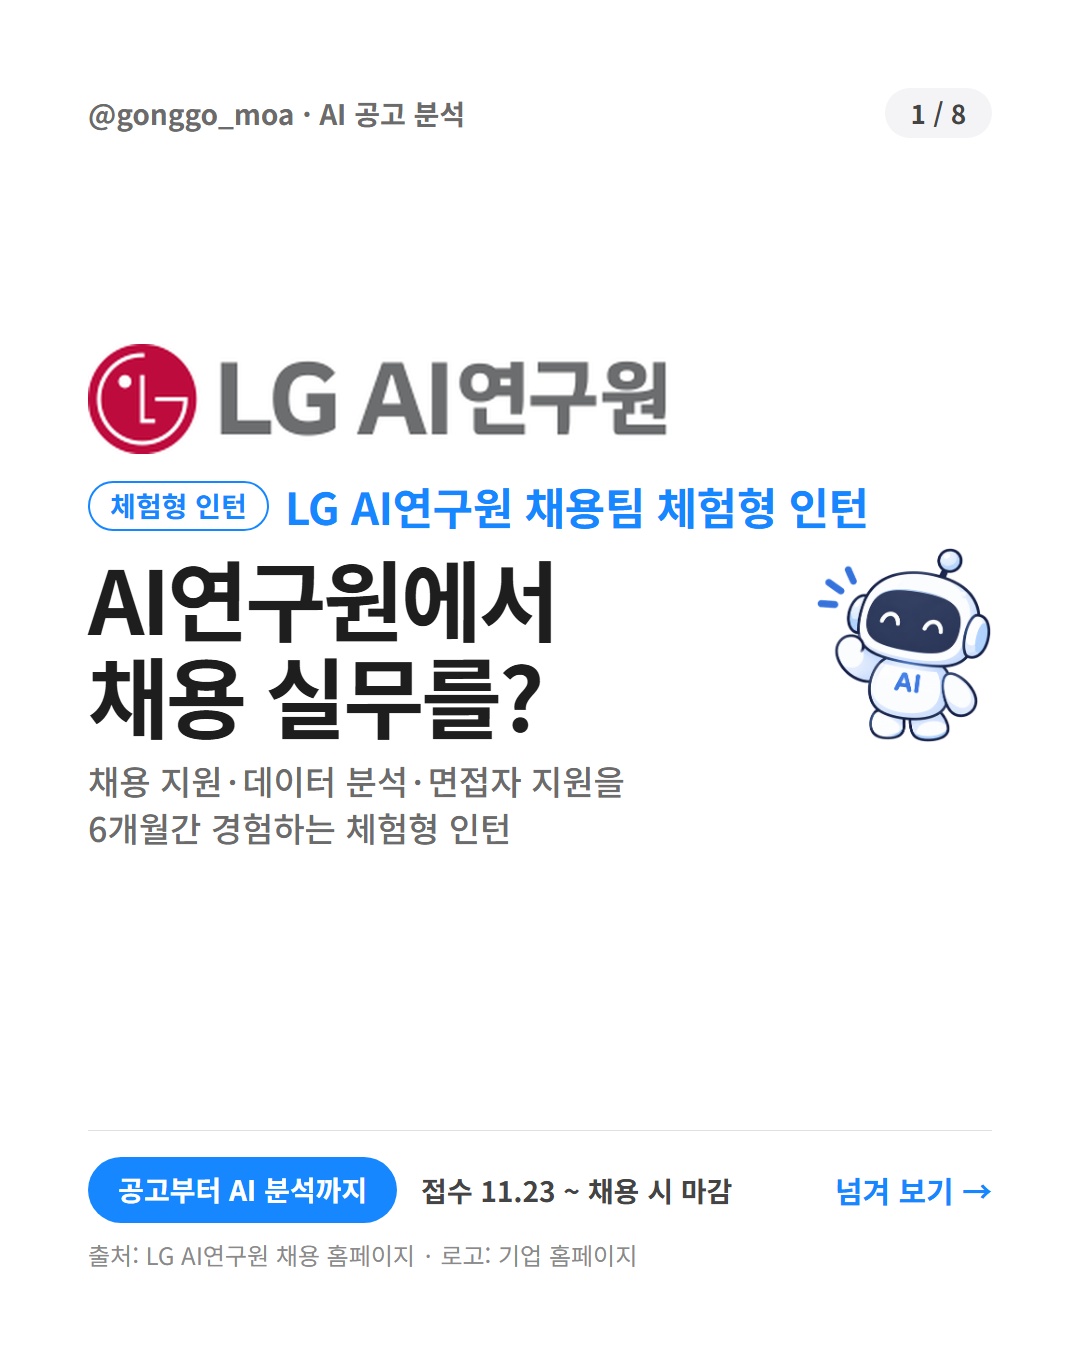 @gonggo_moa · AI 공고 분석
1 / 8
LG AI연구원
체험형 인턴 LG AI연구원 채용팀 체험형 인턴
AI연구원에서
채용 실무를?
AI
채용 지원·데이터 분석·면접자 지원을
6개월간 경험하는 체험형 인턴
공고부터 AI 분석까지 접수 11.23 ~ 채용 시 마감 넘겨 보기 →
출처: LG AI연구원 채용 홈페이지 · 로고: 기업 홈페이지